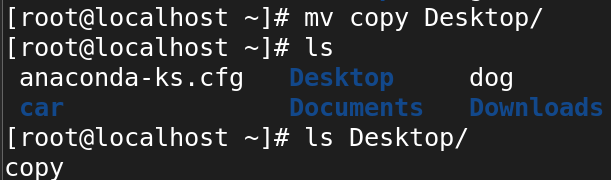 [root@localhost ~]# mv copy Desktop/
[root@localhost ~]# ls
anaconda-ks.cfg   Desktop     dog
car               Documents   Downloads
[root@localhost ~]# ls Desktop/
copy